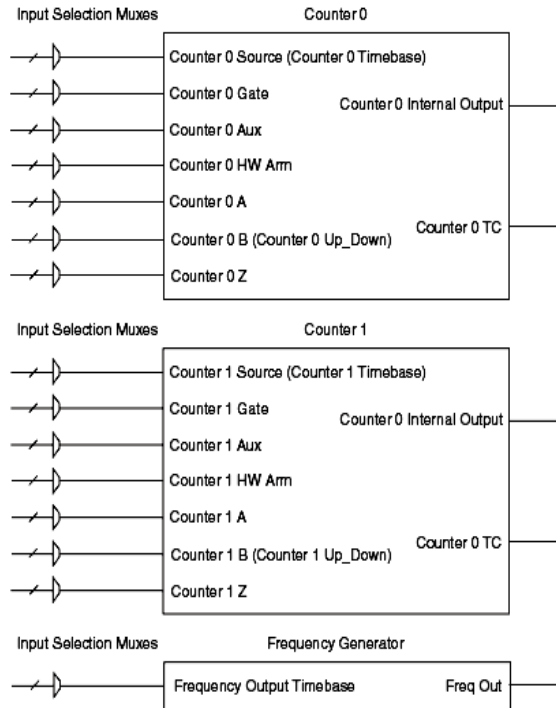 Input Selection Muxes Counter 0
Counter 0 Source (Counter 0 Timebase)
Counter 0 Gate
Counter 0 Internal Output
Counter 0 Aux
Counter 0 HW Arm
Counter 0 A
Counter 0 TC
Counter 0 B (Counter 0 Up_Down)
Counter 0 Z
Input Selection Muxes Counter 1
Counter 1 Source (Counter 1 Timebase)
Counter 1 Gate
Counter 0 Internal Output
Counter 1 Aux
Counter 1 HW Arm
Counter 1 A
Counter 0 TC
Counter 1 B (Counter 1 Up_Down)
Counter 1 Z
Input Selection Muxes Frequency Generator
Frequency Output Timebase Freq Out